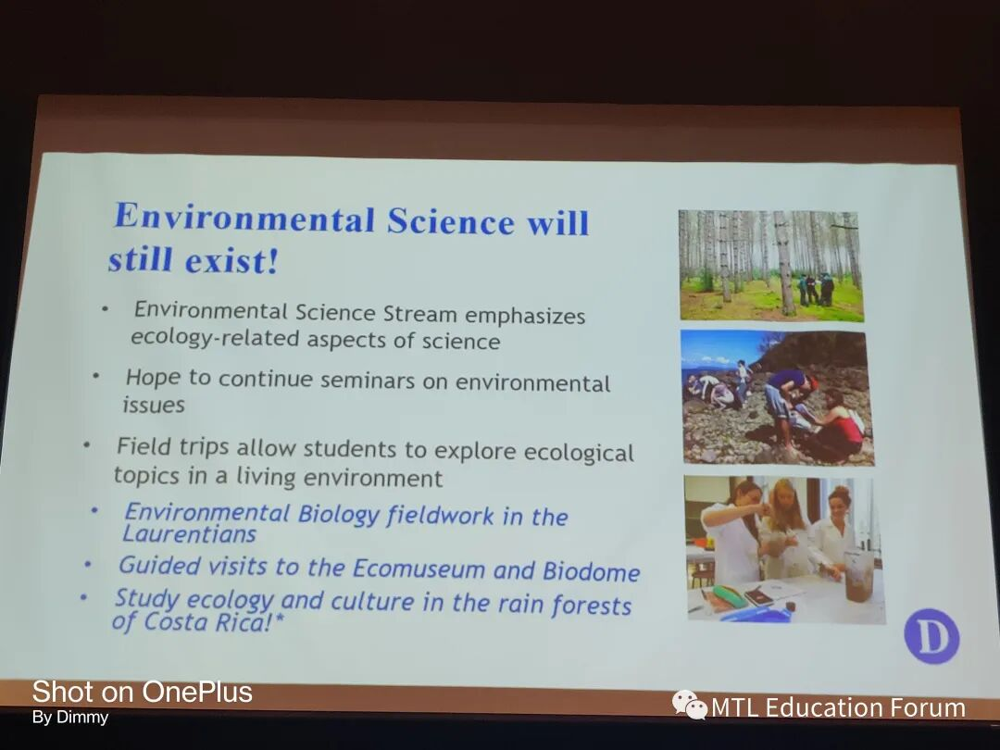 Environmental Science will
still exist!
• Environmental Science Stream emphasizes
ecology-related aspects of science
• Hope to continue seminars on environmental
issues
• Field trips allow students to explore ecological
topics in a living environment
• Environmental Biology fieldwork in the
Laurentians
• Guided visits to the Ecomuseum and Biodome
• Study ecology and culture in the rain forests
of Costa Rica!*
D
Shot on OnePlus
By Dimmy
MTL Education Forum